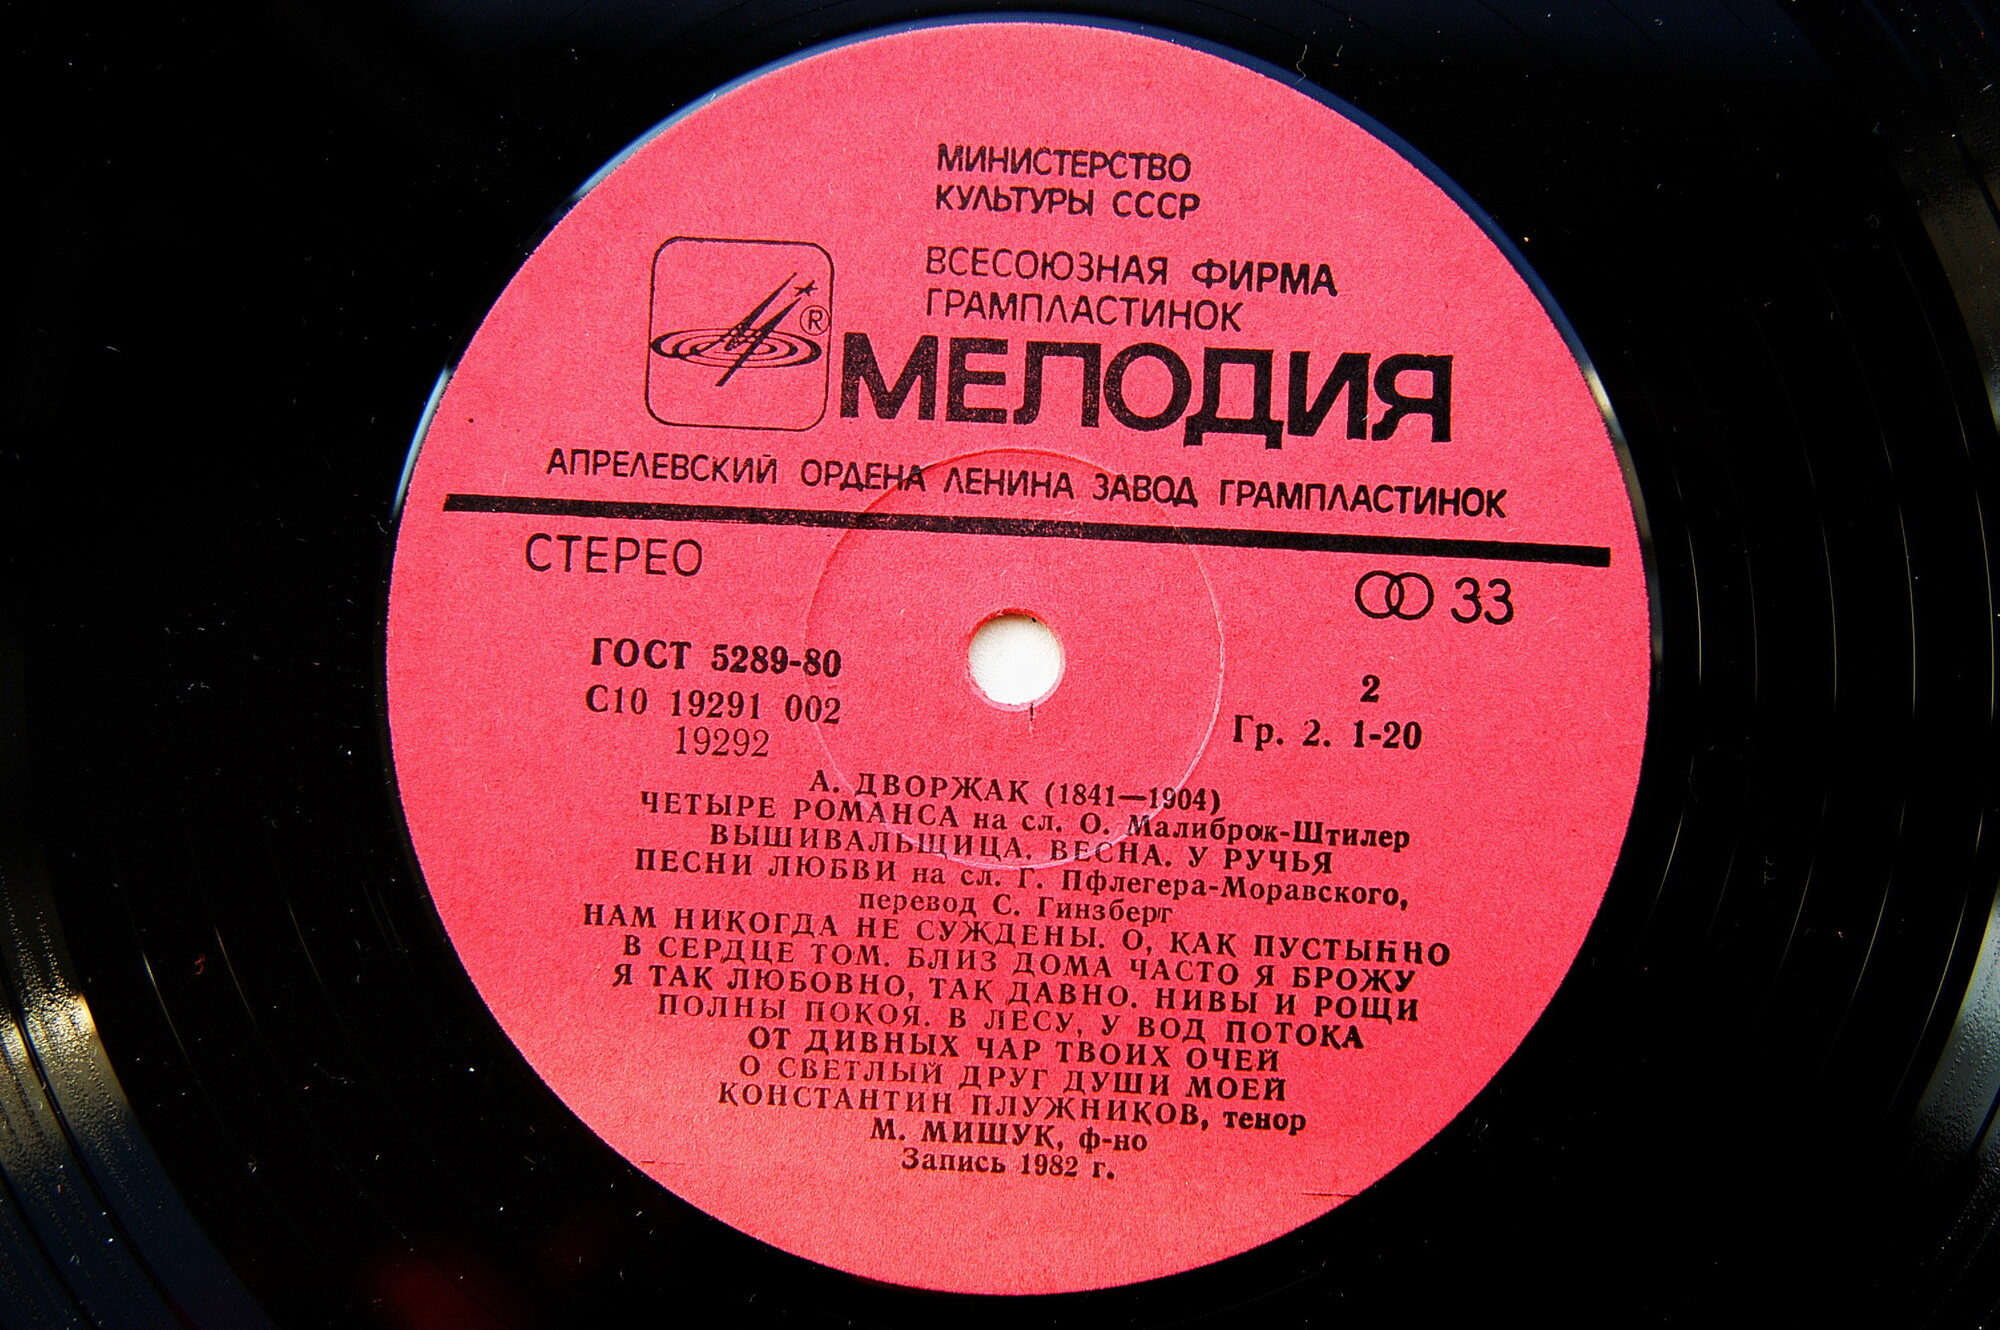 МИНИСТЕРСТВО
КУЛЬТУРЫ СССР
ВСЕСОЮЗНАЯ ФИРМА
ГРАМПЛАСТИНОК
®
МЕЛОДИЯ
АПРЕЛЕВСКИЙ ОРДЕНА ЛЕНИНА ЗАВОД ГРАМПЛАСТИНОК
СТЕРЕО
33
ГОСТ 5289-80
С10 19291 002
19292
2
Гр. 2. 1-20
А. ДВОРЖАК (1841—1904)
ЧЕТЫРЕ РОМАНСА на сл. О. Малиброк-Штилер
ВЫШИВАЛЬЩИЦА. ВЕСНА. У РУЧЬЯ
ПЕСНИ ЛЮБВИ на сл. Г. Пфлегера-Моравского,
перевод С. Гинзберг
НАМ НИКОГДА НЕ СУЖДЕНЫ. О, КАК ПУСТЫННО
В СЕРДЦЕ ТОМ. БЛИЗ ДОМА ЧАСТО Я БРОЖУ
Я ТАК ЛЮБОВНО, ТАК ДАВНО. НИВЫ И РОЩИ
ПОЛНЫ ПОКОЯ. В ЛЕСУ, У ВОД ПОТОКА
ОТ ДИВНЫХ ЧАР ТВОИХ ОЧЕЙ
О СВЕТЛЫЙ ДРУГ ДУШИ МОЕЙ
КОНСТАНТИН ПЛУЖНИКОВ, тенор
М. МИШУК, ф-но
Запись 1982 г.